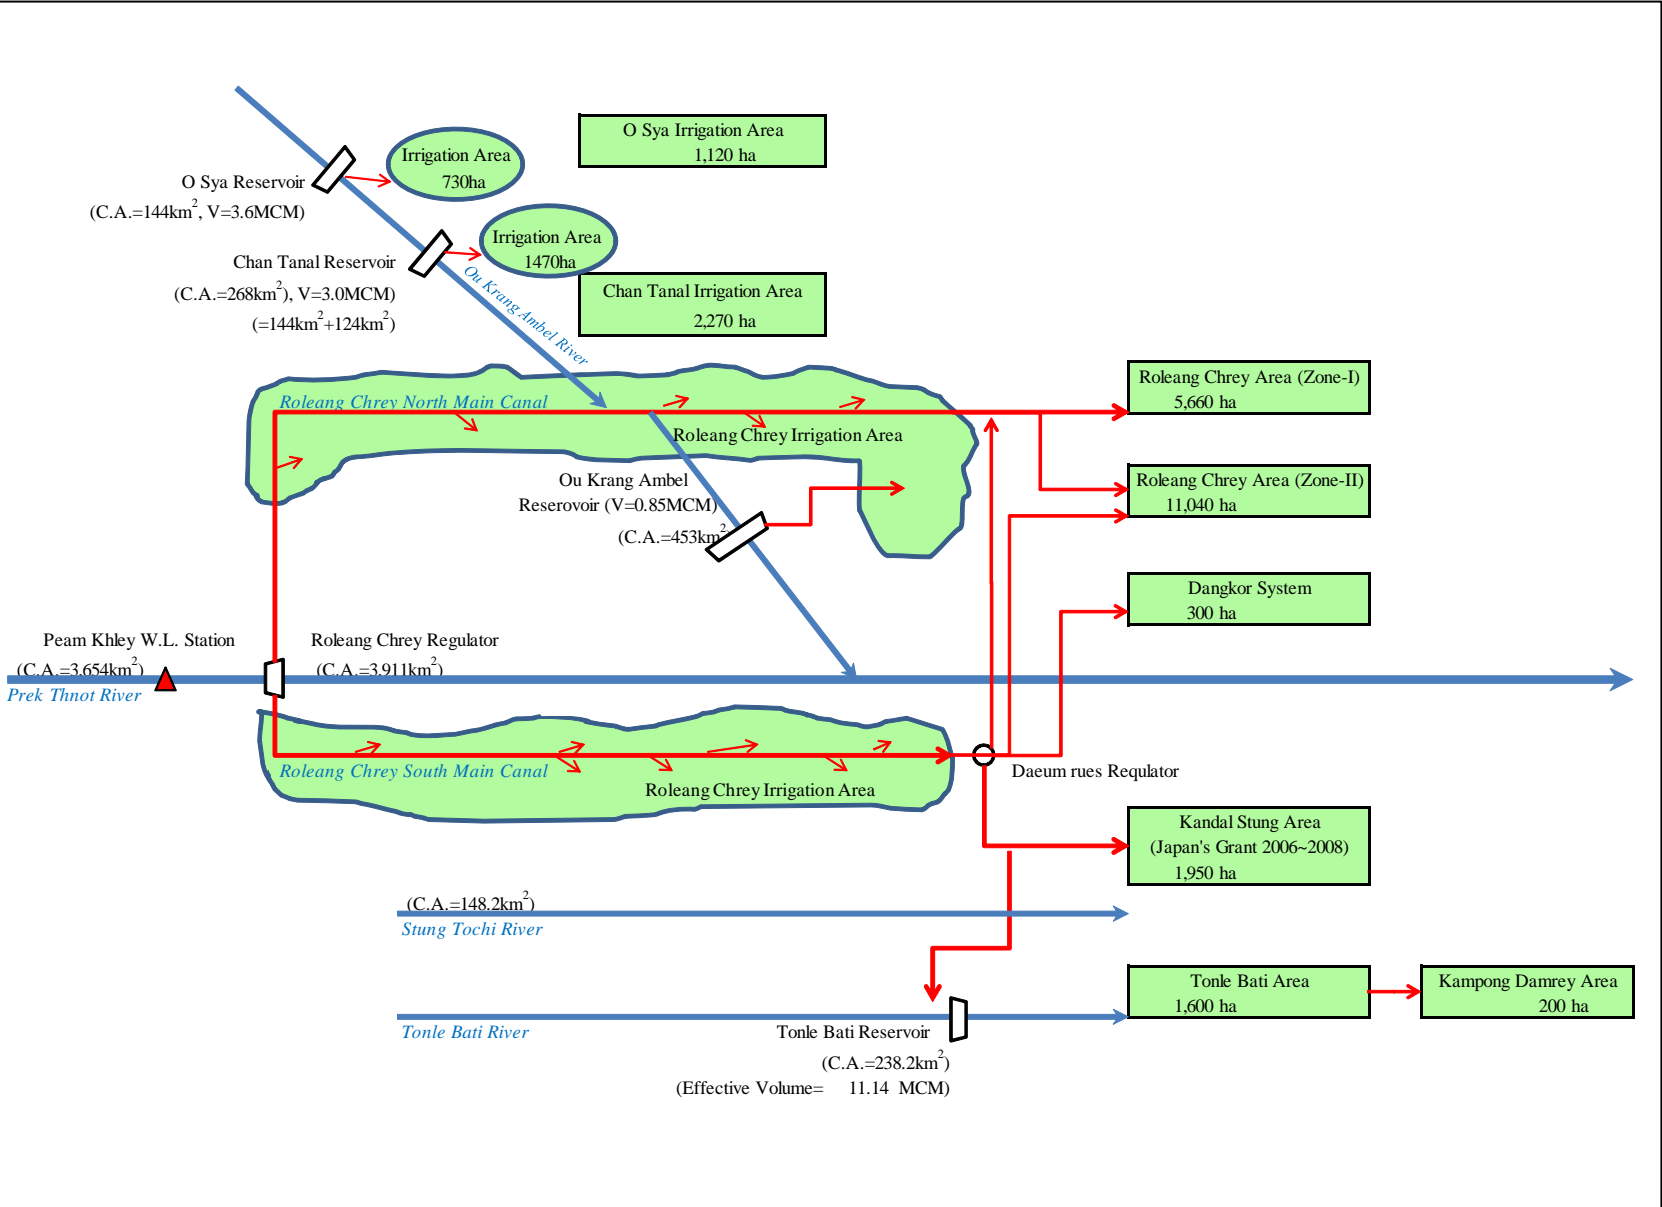 O Sya Irrigation Area
1,120 ha
Irrigation Area
730ha
O Sya Reservoir
(C.A.=144km2, V=3.6MCM)
Irrigation Area
1470ha
Chan Tanal Reservoir
(C.A.=268km2), V=3.0MCM)
(=144km2+124km2)
Ou Krang Ambel River
Chan Tanal Irrigation Area
2,270 ha
Roleang Chrey North Main Canal
Roleang Chrey Irrigation Area
Roleang Chrey Area (Zone-I)
5,660 ha
Ou Krang Ambel
Reserovoir (V=0.85MCM)
(C.A.=453km2)
Roleang Chrey Area (Zone-II)
11,040 ha
Dangkor System
300 ha
Peam Khley W.L. Station
(C.A.=3,654km2)
Prek Thnot River
Roleang Chrey Regulator
(C.A.=3,911km2)
Roleang Chrey South Main Canal
Roleang Chrey Irrigation Area
Daeum rues Requlator
Kandal Stung Area
(Japan's Grant 2006~2008)
1,950 ha
(C.A.=148.2km2)
Stung Tochi River
Tonle Bati River
Tonle Bati Reservoir
(C.A.=238.2km2)
(Effective Volume= 11.14 MCM)
Tonle Bati Area
1,600 ha
Kampong Damrey Area
200 ha